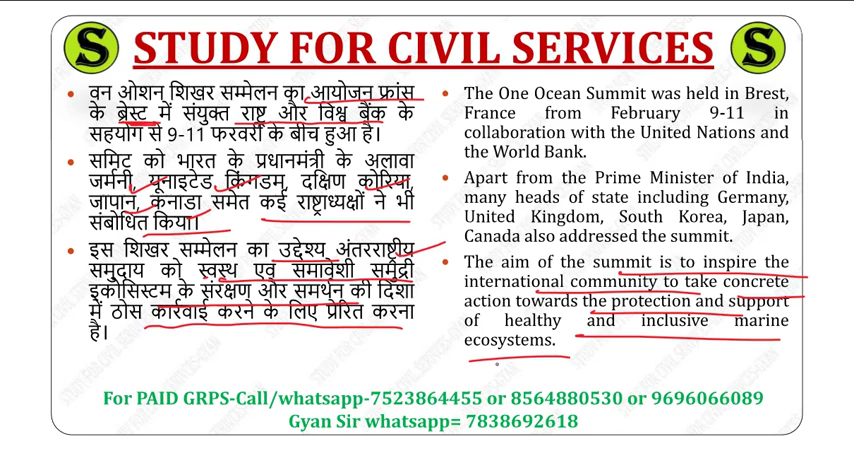 S STUDY FOR CIVIL SERVICES S
वन ओशन शिखर सम्मेलन का आयोजन फ्रांस
के ब्रेस्ट में संयुक्त राष्ट्र और विश्व बैंक के
सहयोग से 9-11 फरवरी के बीच हुआ है।
समिट को भारत के प्रधानमंत्री के अलावा
जर्मनी, यूनाइटेड किंगडम, दक्षिण कोरिया,
जापान, कनाडा समेत कई राष्ट्राध्यक्षों ने भी
संबोधित किया।
इस शिखर सम्मेलन का उद्देश्य अंतरराष्ट्रीय
समुदाय को स्वस्थ एवं समावेशी समुद्री
इकोसिस्टम के संरक्षण और समर्थन की दिशा
में ठोस कार्रवाई करने के लिए प्रेरित करना
है।
The One Ocean Summit was held in Brest,
France from February 9-11 in
collaboration with the United Nations and
the World Bank.
Apart from the Prime Minister of India,
many heads of state including Germany,
United Kingdom, South Korea, Japan,
Canada also addressed the summit.
The aim of the summit is to inspire the
international community to take concrete
action towards the protection and support
of healthy and inclusive marine
ecosystems.
For PAID GRPS-Call/whatsapp-7523864455 or 8564880530 or 9696066089
Gyan Sir whatsapp= 7838692618